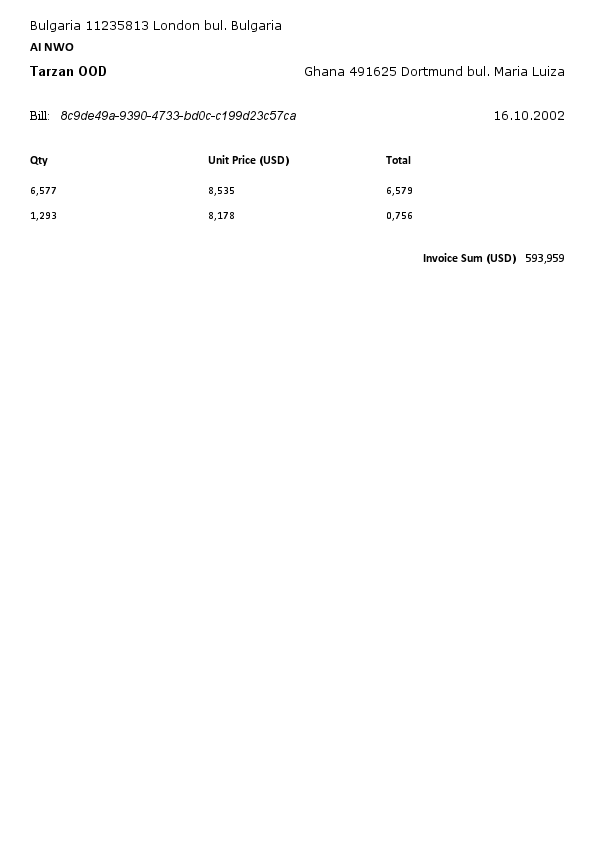 Bulgaria 11235813 London bul. Bulgaria
AI NWO
Tarzan OOD Ghana 491625 Dortmund bul. Maria Luiza
Bill: 8c9de49a-9390-4733-bd0c-c199d23c57ca 16.10.2002
Qty Unit Price (USD) Total
6,577 8,535 6,579
1,293 8,178 0,756
Invoice Sum (USD) 593,959